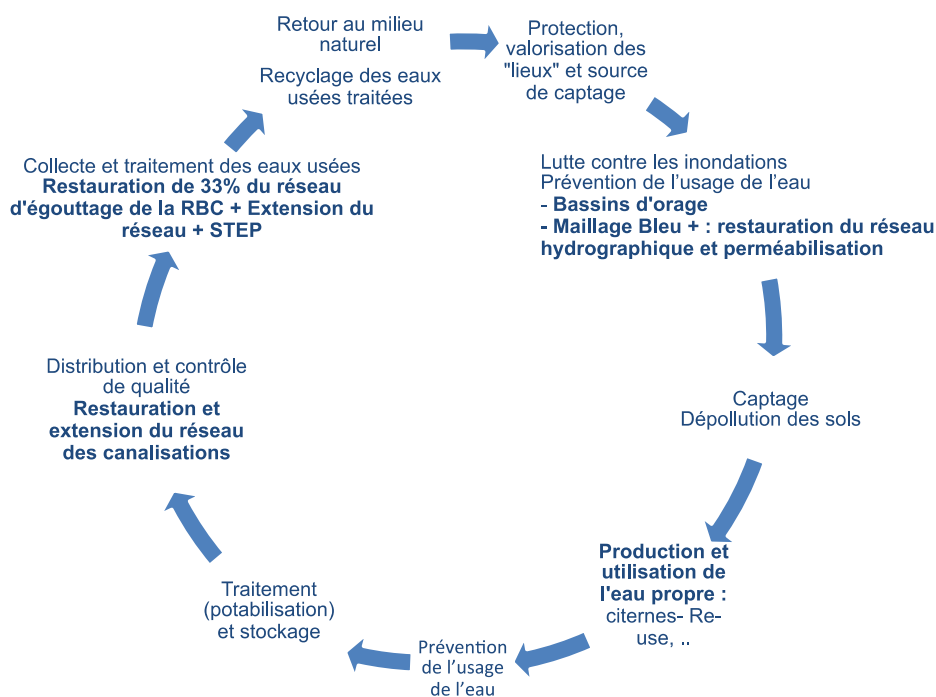 Retour au milieu
naturel
Recyclage des eaux
usées traitées
Protection,
valorisation des
"lieux" et source
de captage
Lutte contre les inondations
Prévention de l'usage de l'eau
- Bassins d'orage
- Maillage Bleu + : restauration du réseau
hydrographique et perméabilisation
Captage
Dépollution des sols
Production et
utilisation de
l'eau propre :
citernes- Re-
use, ..
Prévention
de l'usage
de l'eau
Traitement
(potabilisation)
et stockage
Distribution et contrôle
de qualité
Restauration et
extension du réseau
des canalisations
Collecte et traitement des eaux usées
Restauration de 33% du réseau
d'égouttage de la RBC + Extension du
réseau + STEP